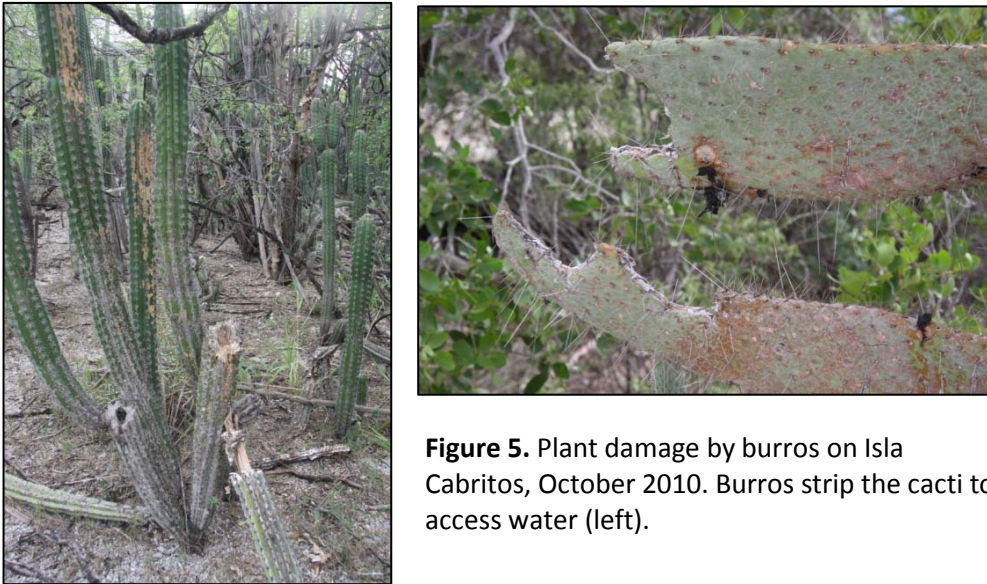 Figure 5. Plant damage by burros on Isla
Cabritos, October 2010. Burros strip the cacti to
access water (left).